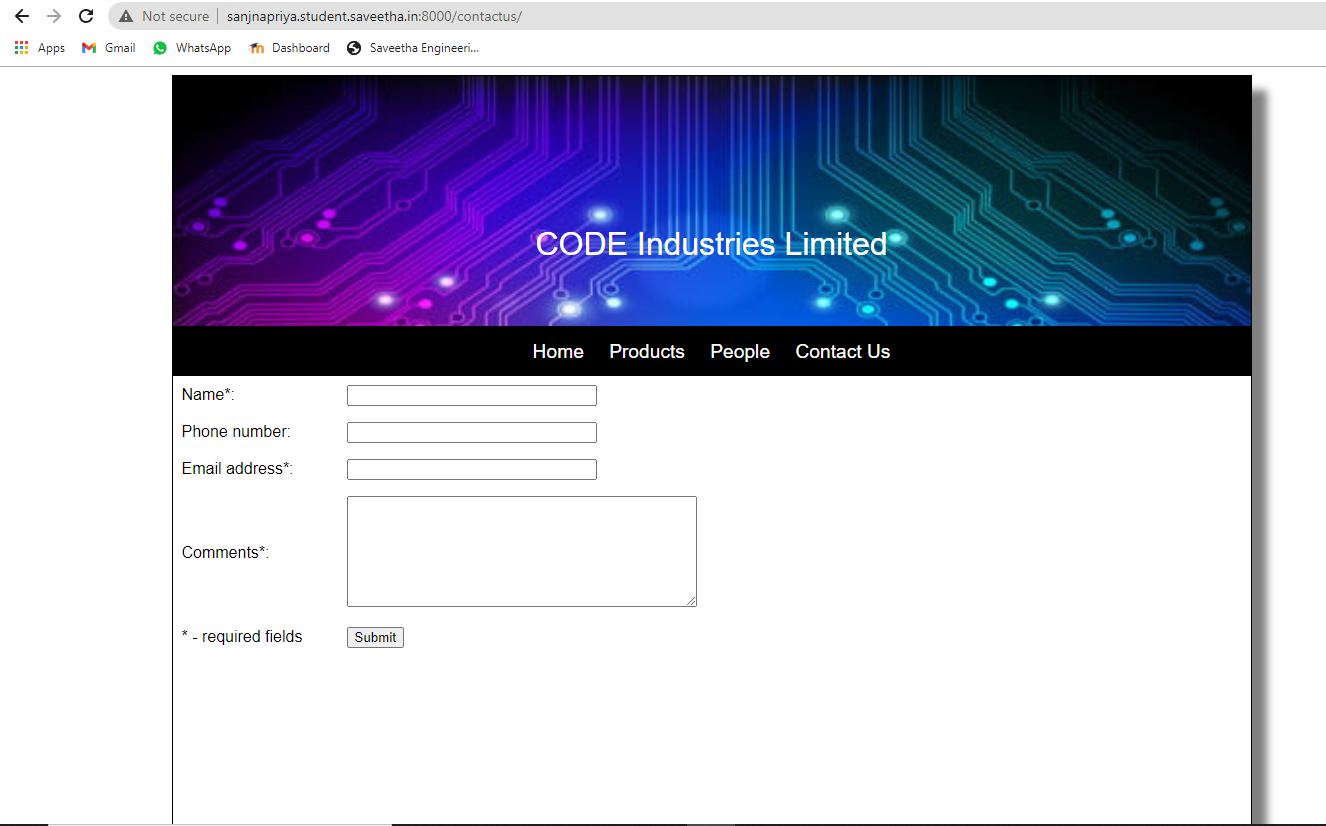 Not secure | sanjnapriya.student.saveetha.in:8000/contactus/
Apps Gmail WhatsApp Dashboard Saveetha Engineeri...
CODE Industries Limited
Home Products People Contact Us
Name*:
Phone number:
Email address*:
Comments*:
* - required fields Submit